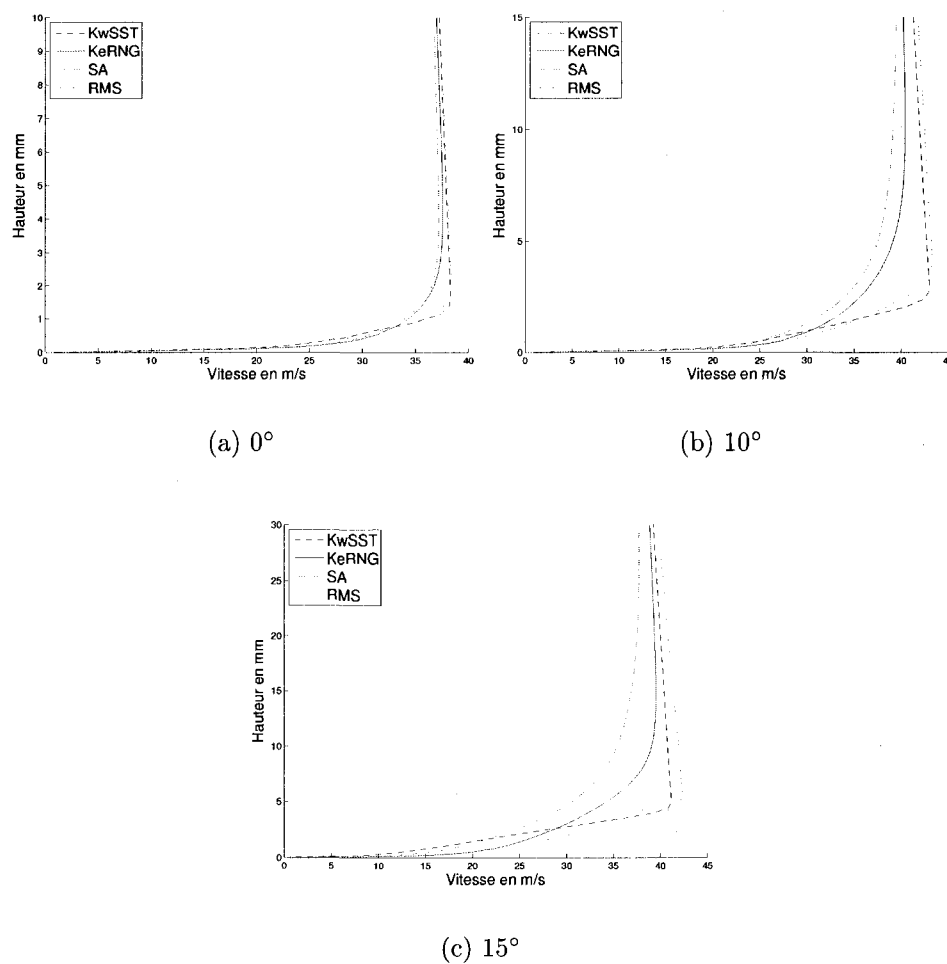 KwSST
KeRNG
SA
RMS
Hauteur en mm
10
9
8
7
6
5
4
3
2
1
0
0 5 10 15 20 25 30 35 40
Vitesse en m/s
(a) 0°
KwSST
KeRNG
SA
RMS
Hauteur en mm
15
10
5
0
0 5 10 15 20 25 30 35 40 45
Vitesse en m/s
(b) 10°
KwSST
KeRNG
SA
RMS
Hauteur en mm
30
25
20
15
10
5
0
0 5 10 15 20 25 30 35 40 45
Vitesse en m/s
(c) 15°